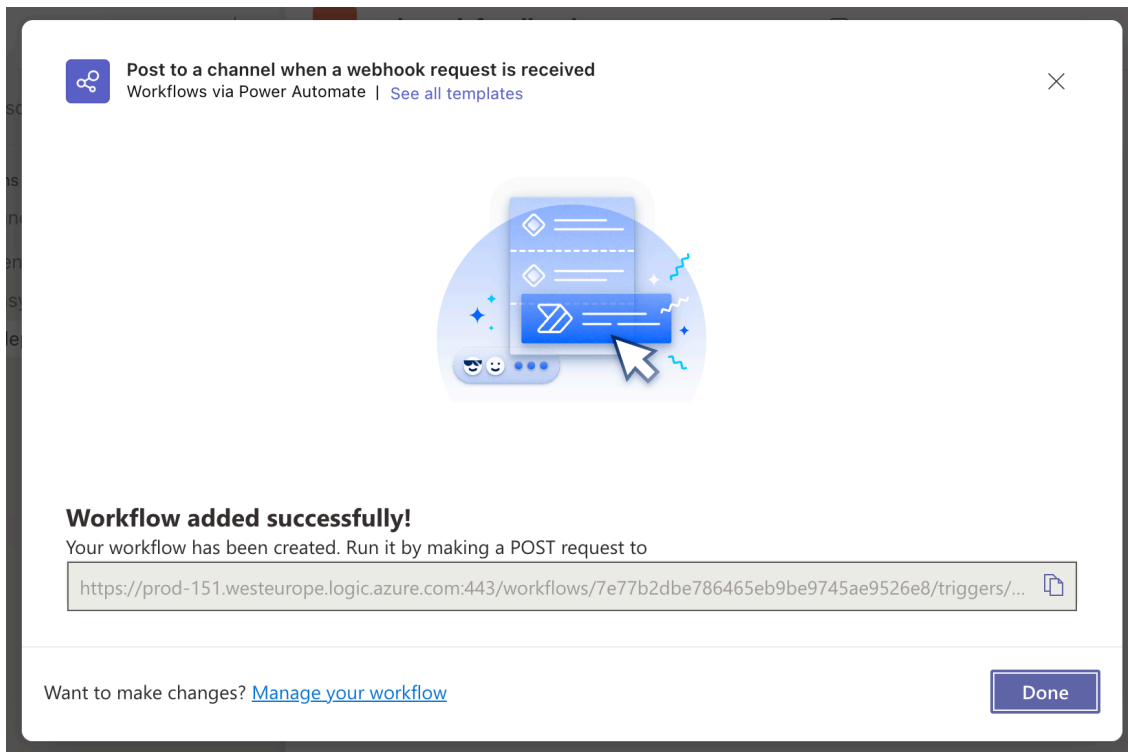 Post to a channel when a webhook request is received
Workflows via Power Automate | See all templates
Workflow added successfully!
Your workflow has been created. Run it by making a POST request to
https://prod-151.westeurope.logic.azure.com:443/workflows/7e77b2dbe786465eb9be9745ae9526e8/triggers/...
Want to make changes? Manage your workflow
Done